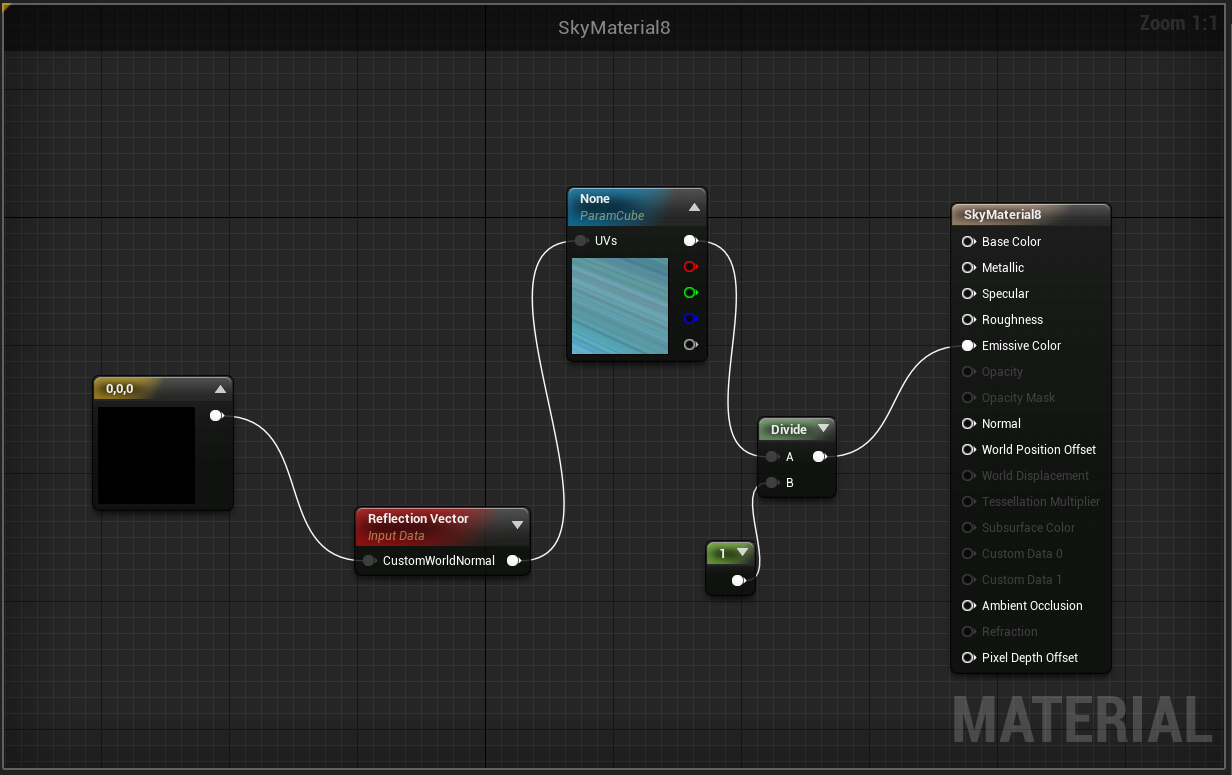 SkyMaterial8
Zoom 1:1
None
ParamCube
UVs
0,0,0
Reflection Vector
Input Data
CustomWorldNormal
Divide
A
B
1
SkyMaterial8
Base Color
Metallic
Specular
Roughness
Emissive Color
Opacity
Opacity Mask
Normal
World Position Offset
World Displacement
Tessellation Multiplier
Subsurface Color
Custom Data 0
Custom Data 1
Ambient Occlusion
Refraction
Pixel Depth Offset
MATERIAL